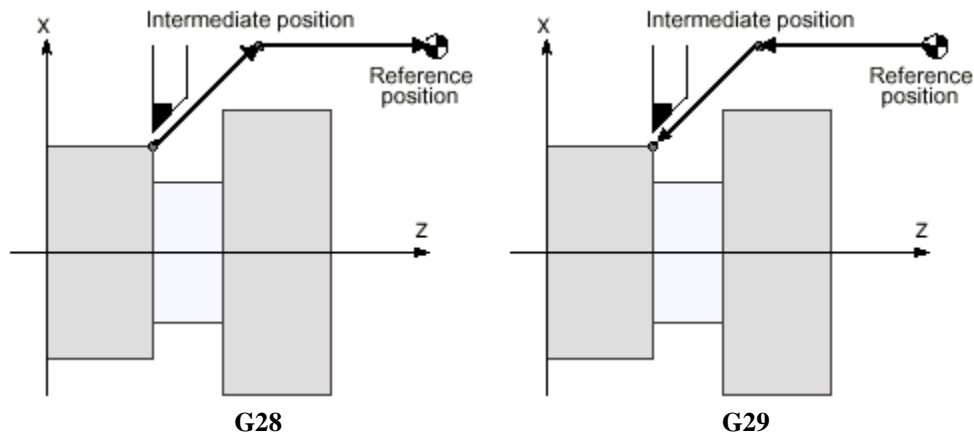 Intermediate position
X
Reference
position
Z
G28
Intermediate position
X
Reference
position
Z
G29